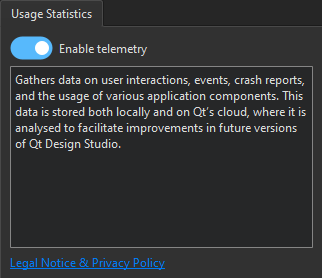 Usage Statistics
Enable telemetry
Gathers data on user interactions, events, crash reports,
and the usage of various application components. This
data is stored both locally and on Qt's cloud, where it is
analysed to facilitate improvements in future versions
of Qt Design Studio.
Legal Notice & Privacy Policy